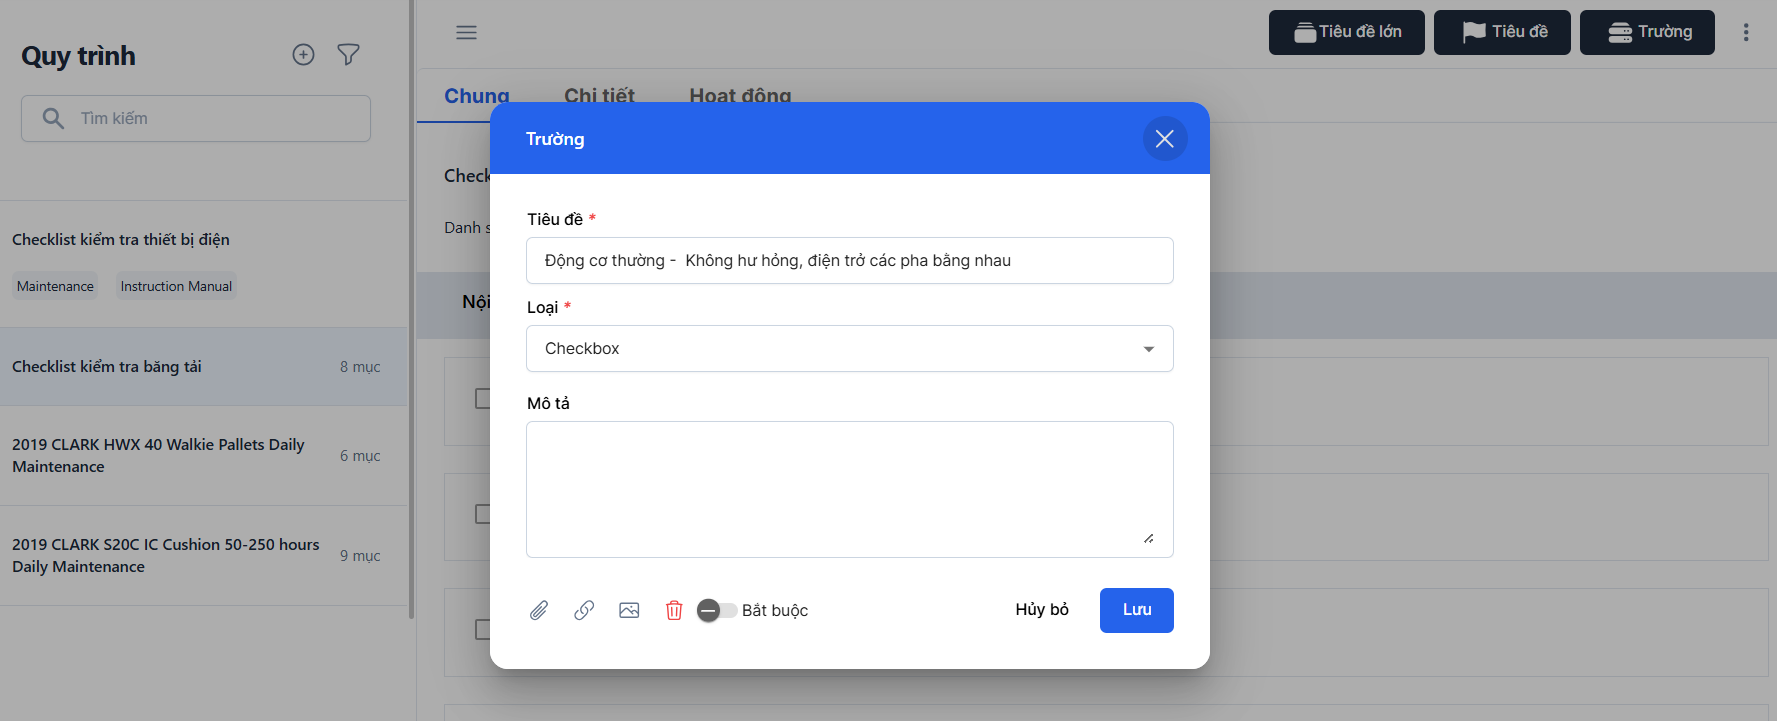 Quy trình
Tìm kiếm
Checklist kiểm tra thiết bị điện
Maintenance
Instruction Manual
Checklist kiểm tra băng tải
8 mục
2019 CLARK HWX 40 Walkie Pallets Daily
Maintenance
6 mục
2019 CLARK S20C IC Cushion 50-250 hours
Daily Maintenance
9 mục
Tiêu đề lớn
Tiêu đề
Trường
Chung
Chi tiết
Hoạt động
Check
Danh s
Nội
Trường
Tiêu đề *
Động cơ thường - Không hư hỏng, điện trở các pha bằng nhau
Loại *
Checkbox
Mô tả
Bắt buộc
Hủy bỏ
Lưu